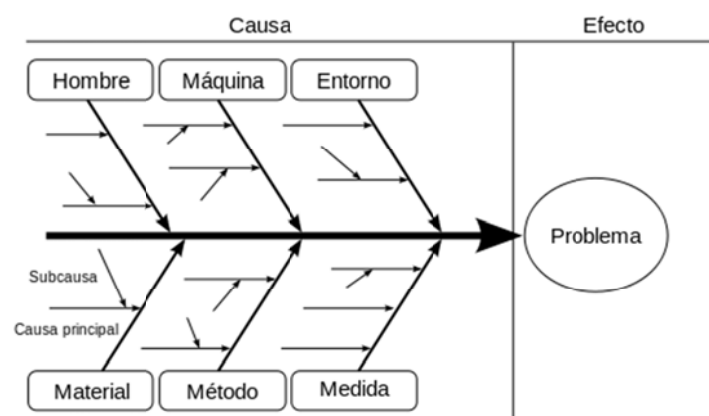 Causa
Efecto
Hombre
Máquina
Entorno
Problema
Subcausa
Causa principal
Material
Método
Medida